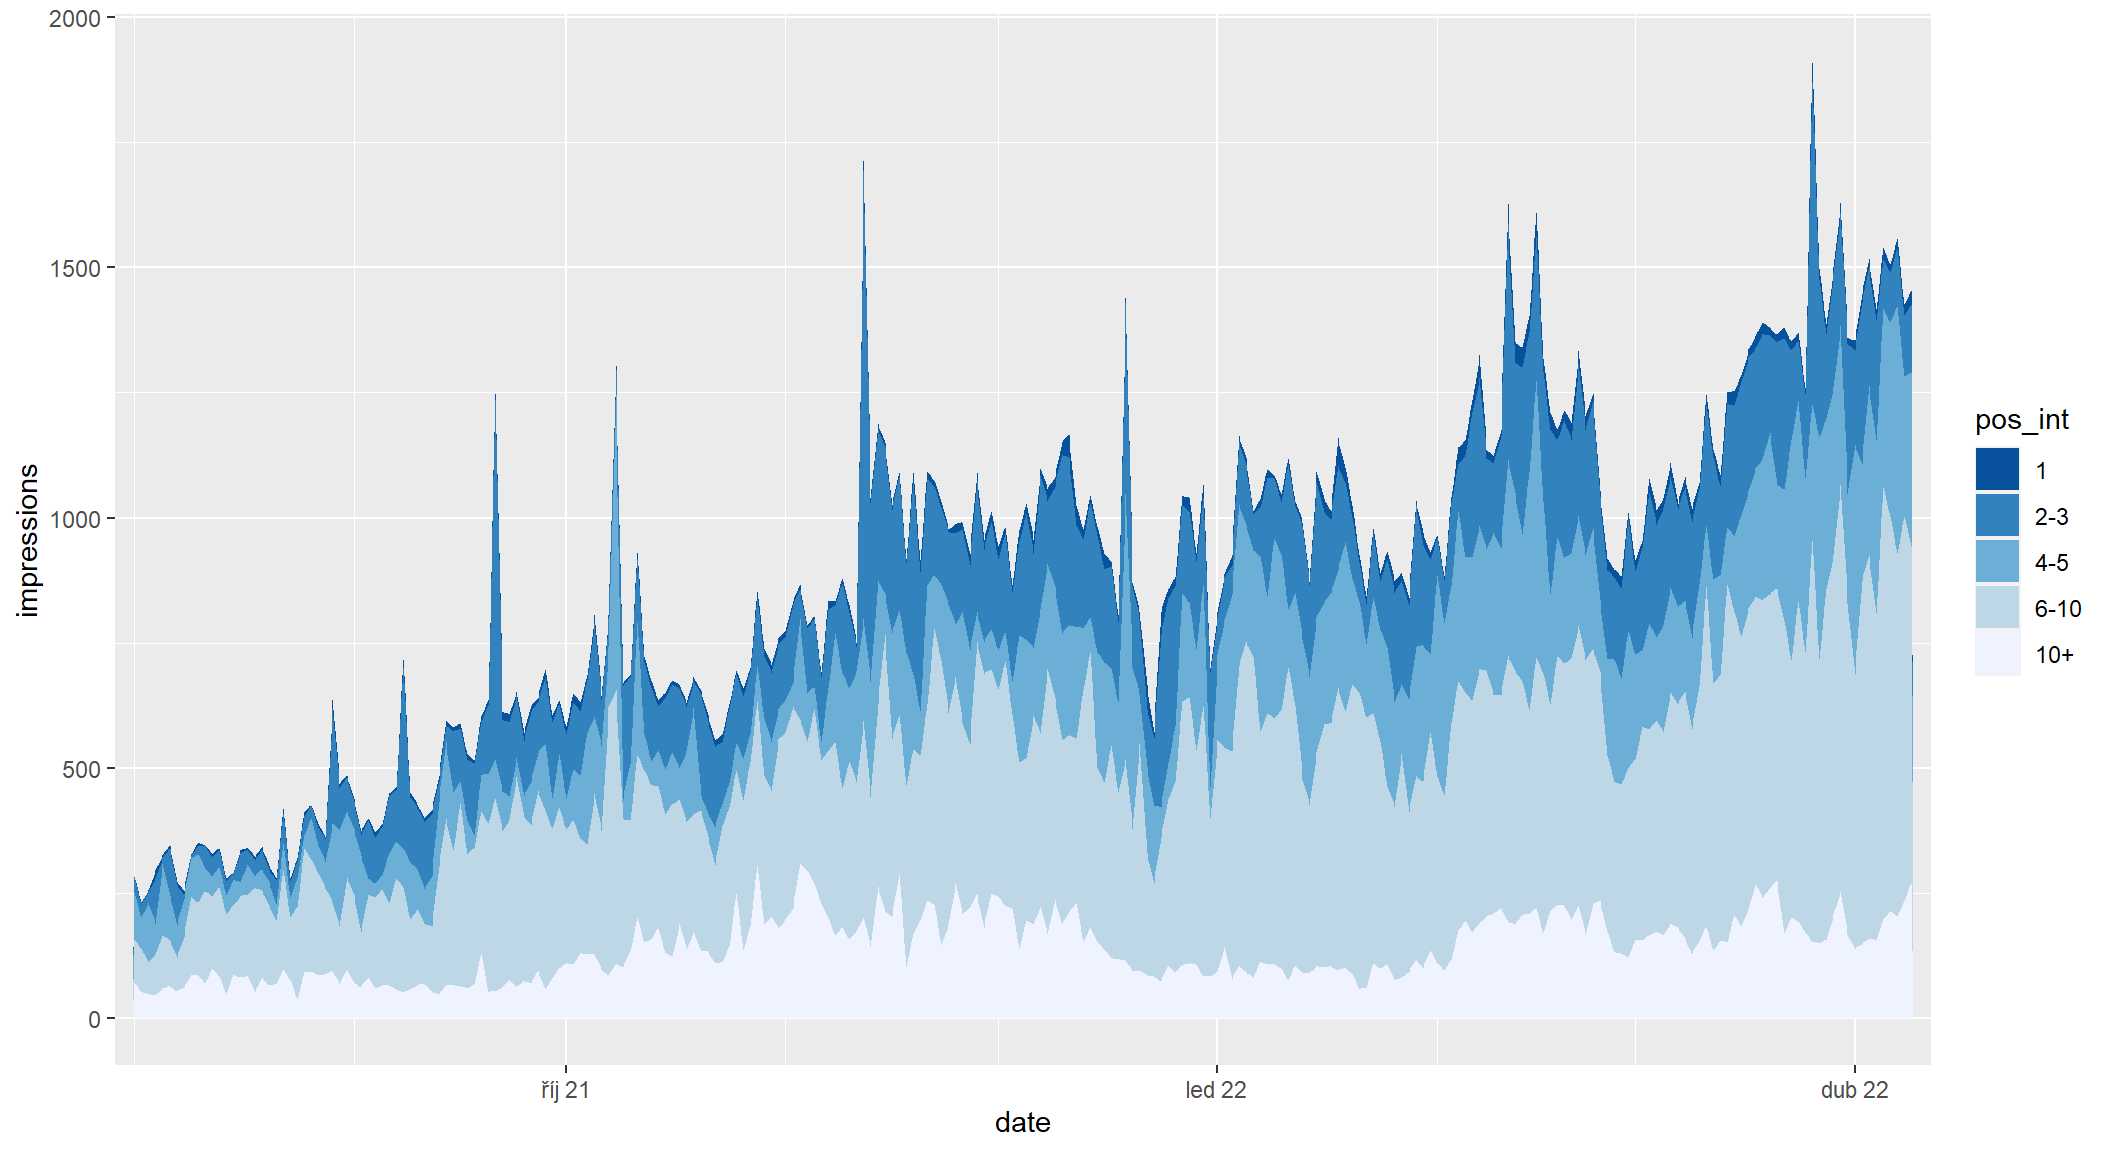 2000
1500
1000
500
0
impressions
říj 21
led 22
dub 22
date
pos_int
1
2-3
4-5
6-10
10+